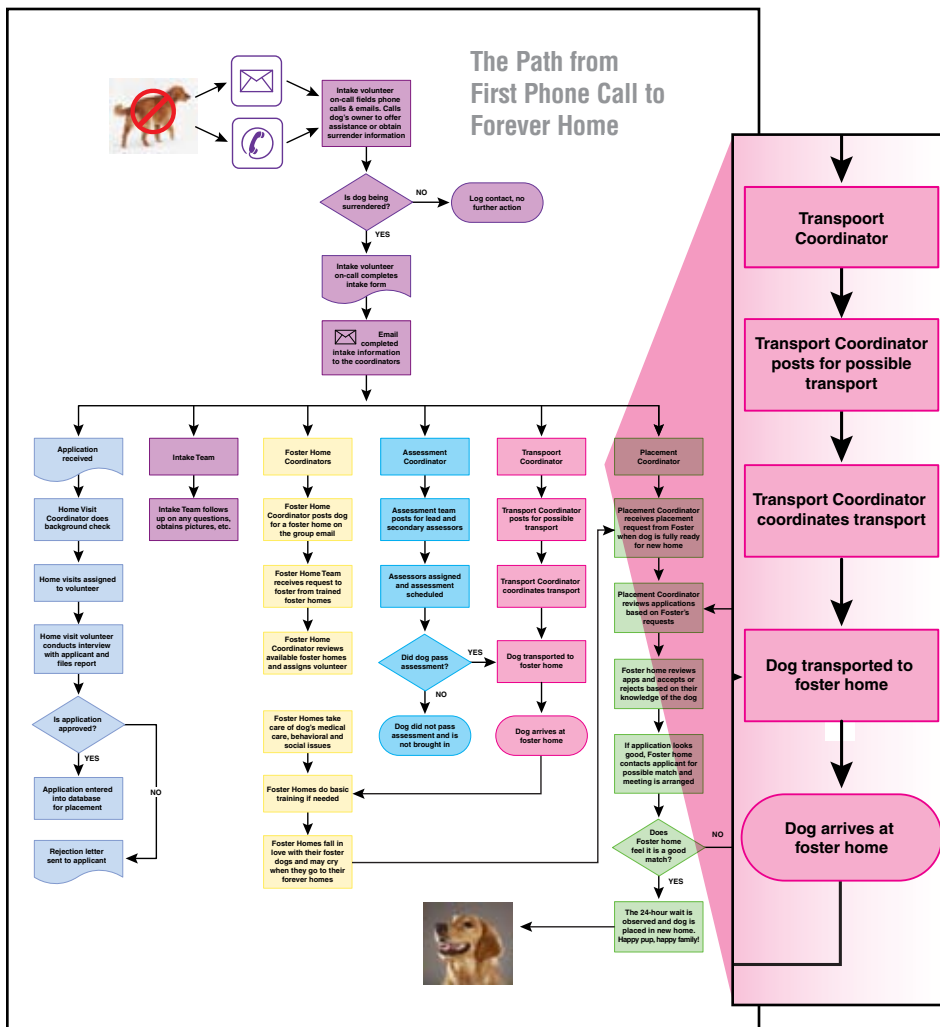 The Path from
First Phone Call to
Forever Home
Intake volunteer
on-call fields phone
calls & emails. Calls
dog's owner to offer
assistance or obtain
surrender information
Is dog being
surrendered?
NO
Log contact, no
further action
YES
Intake volunteer
on-call completes
intake form
Email
completed
intake information
to the coordinators
Application
received
Home Visit
Coordinator does
background check
Home visits assigned
to volunteer
Home visit volunteer
conducts interview
with applicant and
files report
Is application
approved?
YES
NO
Application entered
into database
for placement
Rejection letter
sent to applicant
Intake Team
Intake Team follows
up on any questions,
obtains pictures, etc.
Foster Home
Coordinators
Foster Home
Coordinator posts dog
for a foster home on
the group email
Foster Home Team
receives request to
foster from trained
foster homes
Foster Home
Coordinator reviews
available foster homes
and assigns volunteer
Foster Homes take
care of dog's medical
care, behavioral and
social issues
Foster Homes do basic
training if needed
Foster Homes fall in
love with their foster
dogs and may cry
when they go to their
forever homes
Assessment
Coordinator
Assessment team
posts for lead and
secondary assessors
Assessors assigned
and assessment
scheduled
Did dog pass
assessment?
YES
NO
Dog did not pass
assessment and is
not brought in
Transpoort
Coordinator
Transport Coordinator
posts for possible
transport
Transport Coordinator
coordinates transport
Dog transported to
foster home
Dog arrives at
foster home
Placement
Coordinator
Placement Coordinator
receives placement
request from Foster
when dog is fully ready
for new home
Placement Coordinator
reviews applications
based on Foster's
requests
Foster home reviews
apps and accepts or
rejects based on their
knowledge of the dog
If application looks
good, Foster home
contacts applicant for
possible match and
meeting is arranged
Does
Foster home
feel it is a good
match?
NO
YES
The 24-hour wait is
observed and dog is
placed in new home.
Happy pup, happy family!
Transpoort
Coordinator
Transport Coordinator
posts for possible
transport
Transport Coordinator
coordinates transport
Dog transported to
foster home
Dog arrives at
foster home